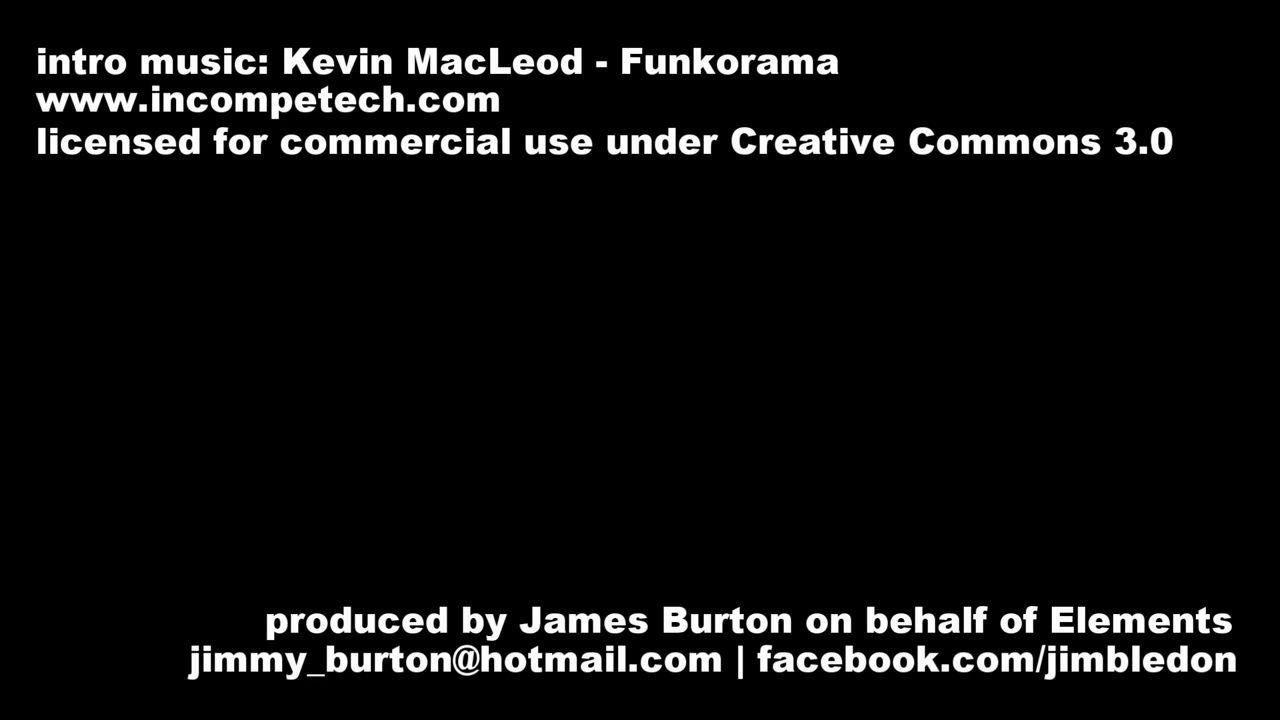 intro music: Kevin MacLeod - Funkorama
www.incompetech.com
licensed for commercial use under Creative Commons 3.0
produced by James Burton on behalf of Elements
jimmy_burton@hotmail.com | facebook.com/jimbledon